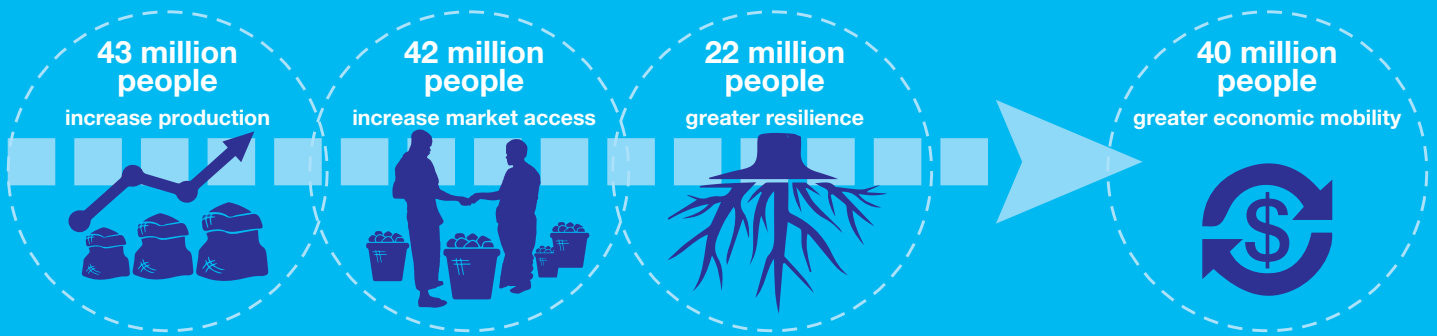 43 million
people
increase production
42 million
people
increase market access
22 million
people
greater resilience
40 million
people
greater economic mobility
$